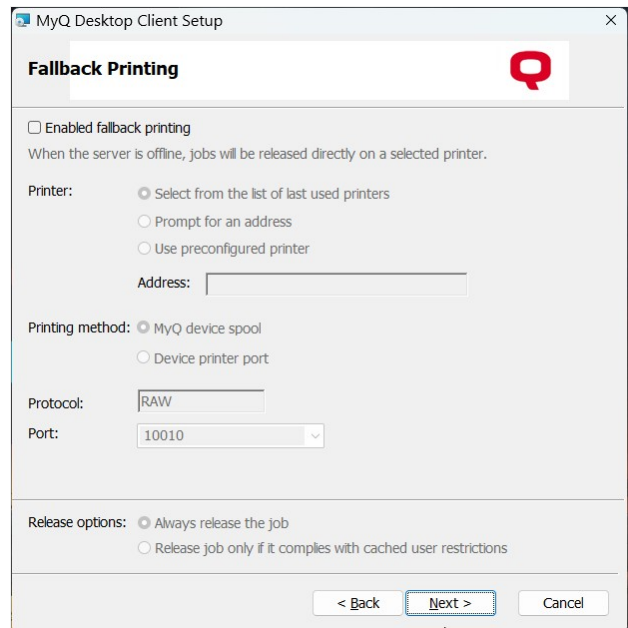 MyQ Desktop Client Setup
Fallback Printing
Enabled fallback printing
When the server is offline, jobs will be released directly on a selected printer.
Printer:
Select from the list of last used printers
Prompt for an address
Use preconfigured printer
Address:
Printing method:
MyQ device spool
Device printer port
Protocol:
RAW
Port:
10010
Release options:
Always release the job
Release job only if it complies with cached user restrictions
< Back
Next >
Cancel